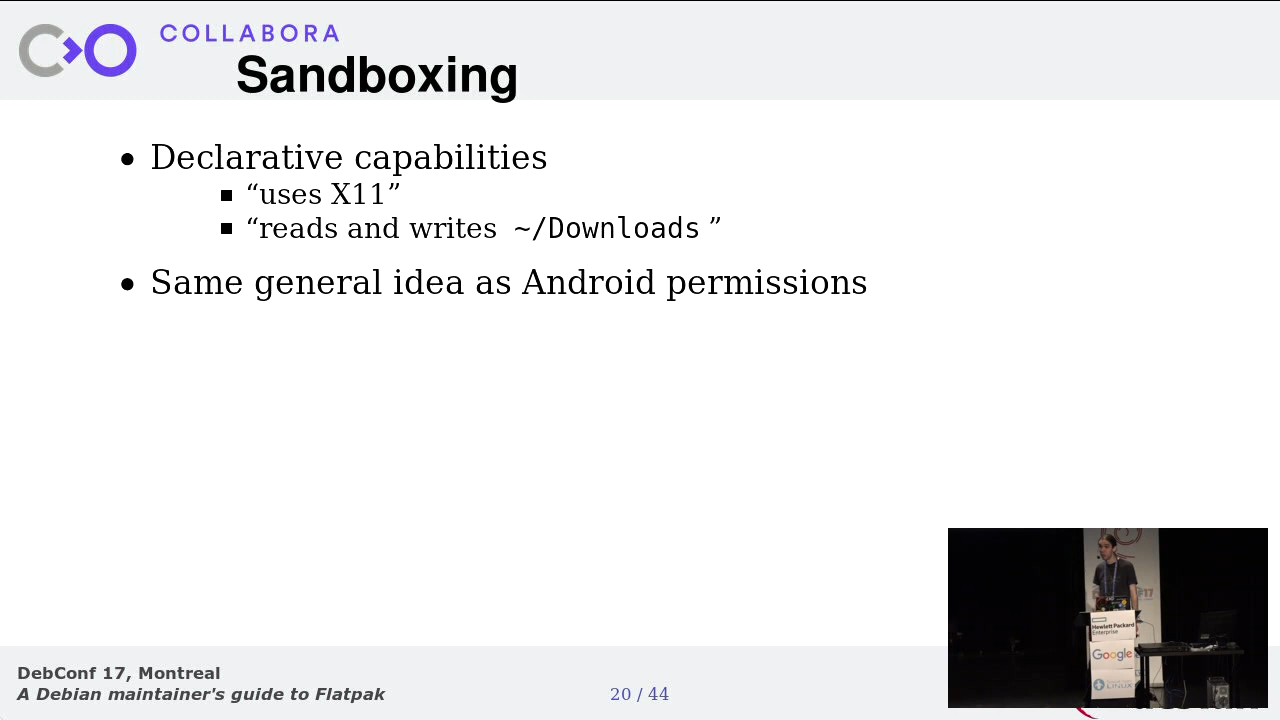 COLLABORA
Sandboxing
• Declarative capabilities
▪ “uses X11”
▪ “reads and writes ~/Downloads ”
• Same general idea as Android permissions
Hewlett Packard
Enterprise
Google
LINUX
DebConf 17, Montreal
A Debian maintainer's guide to Flatpak
20 / 44